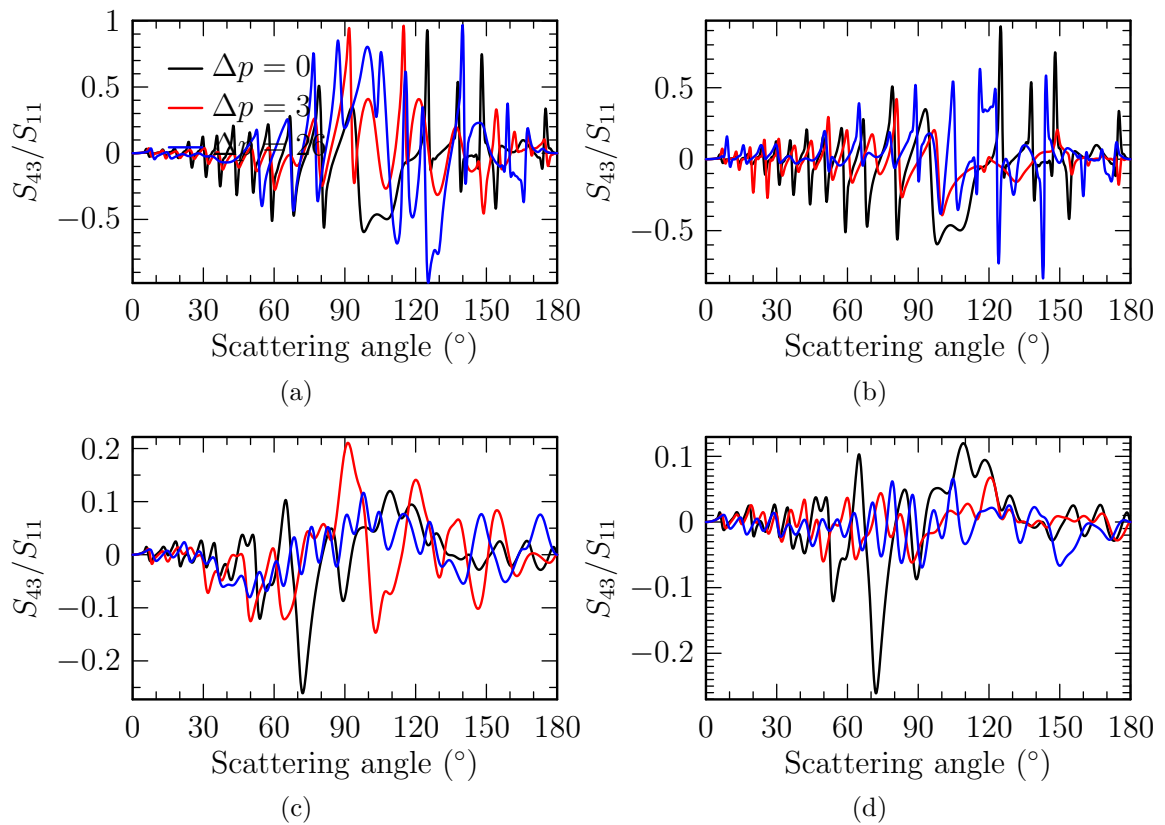 1
0.5
0
−0.5
S43/S11
Δp = 0
Δp = 3
Δp = 26
0 30 60 90 120 150 180
Scattering angle (°)
(a)
0.5
0
−0.5
S43/S11
0 30 60 90 120 150 180
Scattering angle (°)
(b)
0.2
0.1
0
−0.1
−0.2
S43/S11
0 30 60 90 120 150 180
Scattering angle (°)
(c)
0.1
0
−0.1
−0.2
S43/S11
0 30 60 90 120 150 180
Scattering angle (°)
(d)